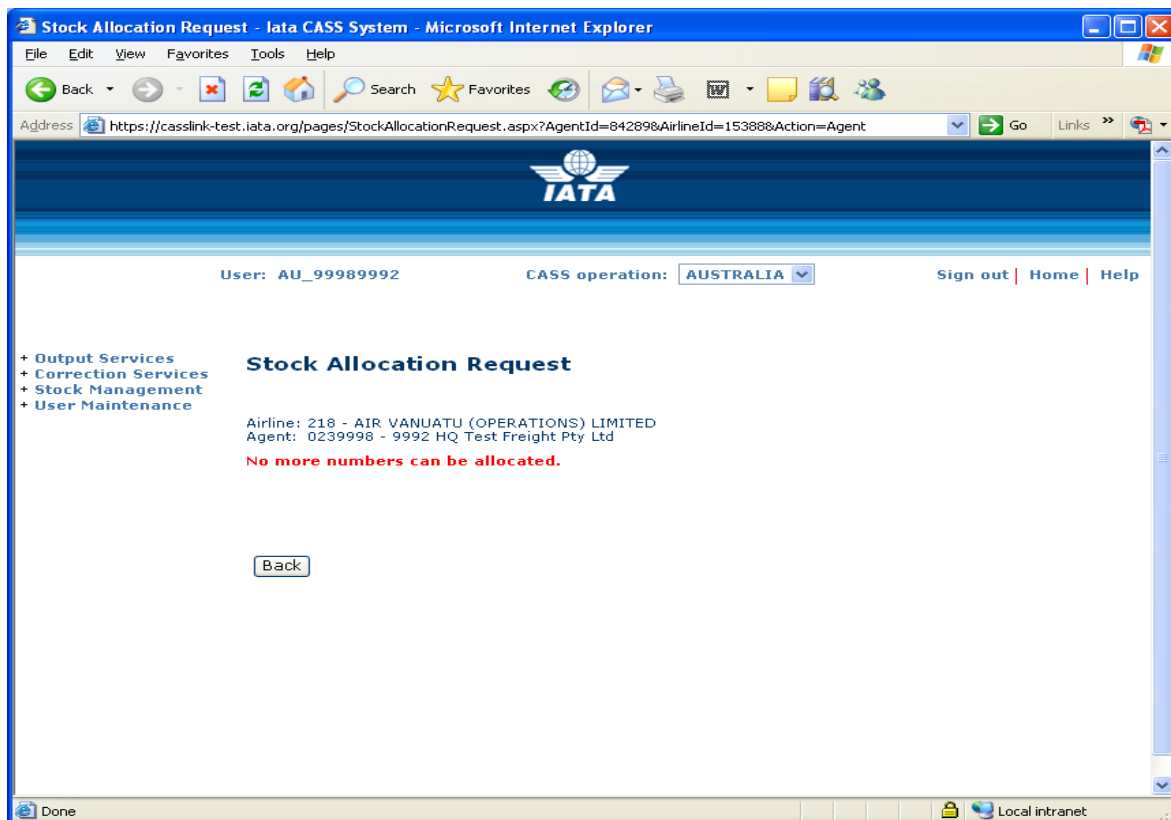 Stock Allocation Request - Iata CASS System - Microsoft Internet Explorer
File Edit View Favorites Tools Help
Back Search Favorites
Address https://casslink-test.iata.org/pages/StockAllocationRequest.aspx?AgentId=84289&AirlineId=15388&Action=Agent Go Links »
IATA
User: AU_99989992 CASS operation: AUSTRALIA Sign out | Home | Help
+ Output Services
+ Correction Services
+ Stock Management
+ User Maintenance
Stock Allocation Request
Airline: 218 - AIR VANUATU (OPERATIONS) LIMITED
Agent: 0239998 - 9992 HQ Test Freight Pty Ltd
No more numbers can be allocated.
Back
Done Local intranet